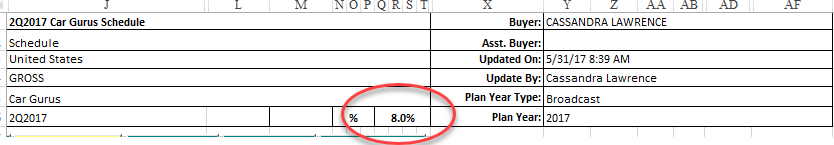 J L M N O P Q R S T X Y Z AA AB AD AF
2Q2017 Car Gurus Schedule Buyer: CASSANDRA LAWRENCE
Schedule Asst. Buyer:
United States Updated On: 5/31/17 8:39 AM
GROSS Update By: Cassandra Lawrence
Car Gurus Plan Year Type: Broadcast
2Q2017 % 8.0% Plan Year: 2017